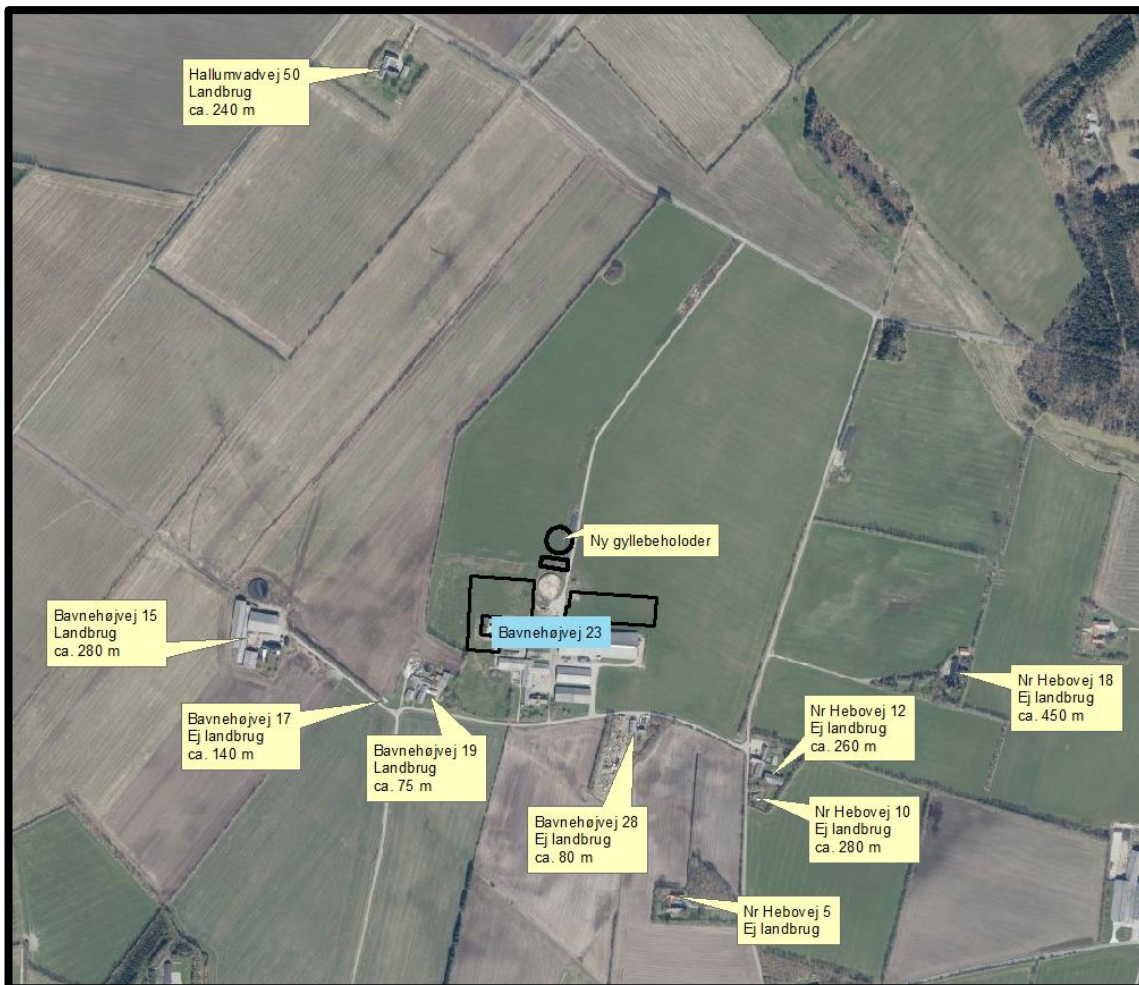 Hallumvadvej 50
Landbrug
ca. 240 m
Ny gyllebeholoder
Bavnehøjvej 23
Bavnehøjvej 15
Landbrug
ca. 280 m
Bavnehøjvej 17
Ej landbrug
ca. 140 m
Bavnehøjvej 19
Landbrug
ca. 75 m
Bavnehøjvej 28
Ej landbrug
ca. 80 m
Nr Hebovej 18
Ej landbrug
ca. 450 m
Nr Hebovej 12
Ej landbrug
ca. 260 m
Nr Hebovej 10
Ej landbrug
ca. 280 m
Nr Hebovej 5
Ej landbrug